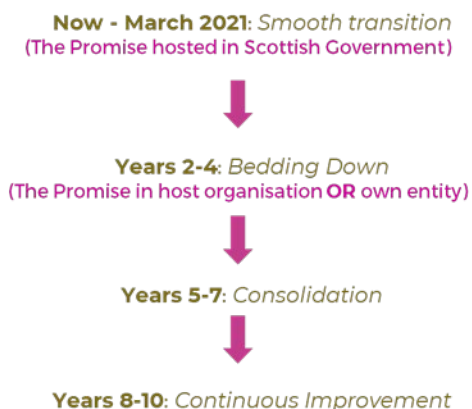 Now - March 2021: Smooth transition
(The Promise hosted in Scottish Government)
Years 2-4: Bedding Down
(The Promise in host organisation OR own entity)
Years 5-7: Consolidation
Years 8-10: Continuous Improvement